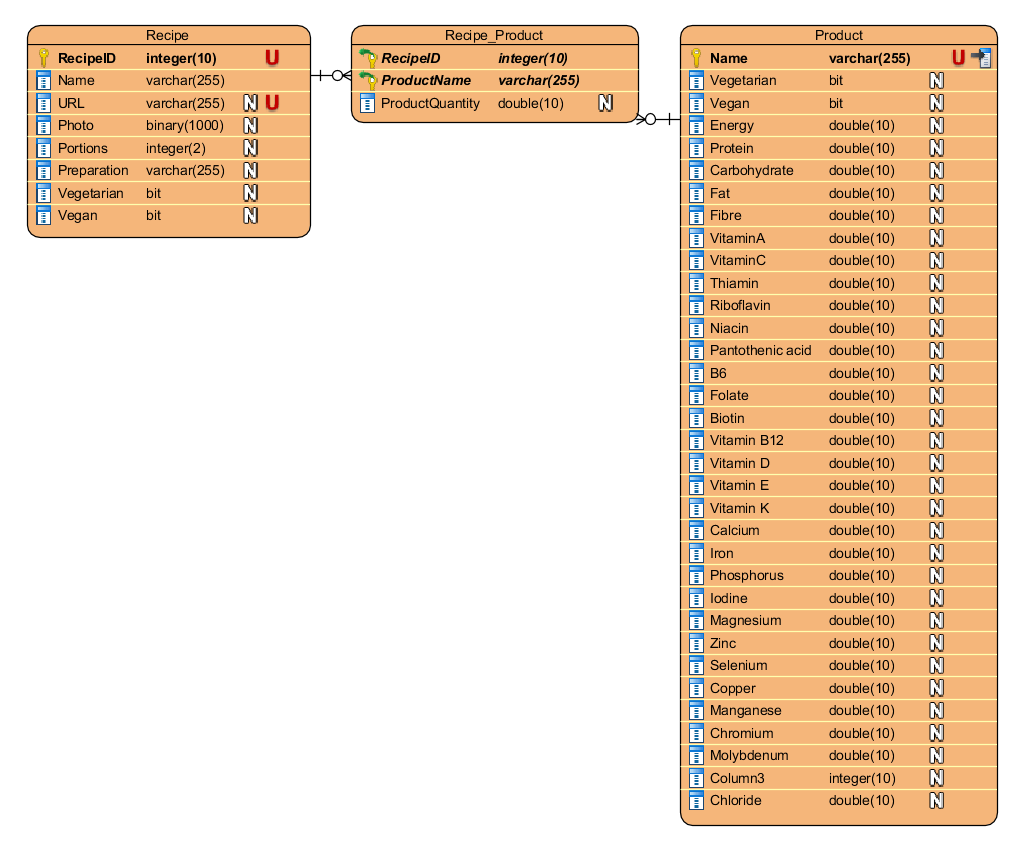 Recipe
RecipeID integer(10) U
Name varchar(255)
URL varchar(255) N U
Photo binary(1000) N
Portions integer(2) N
Preparation varchar(255) N
Vegetarian bit N
Vegan bit N
Recipe_Product
RecipeID integer(10)
ProductName varchar(255)
ProductQuantity double(10) N
Product
Name varchar(255) U
Vegetarian bit N
Vegan bit N
Energy double(10) N
Protein double(10) N
Carbohydrate double(10) N
Fat double(10) N
Fibre double(10) N
VitaminA double(10) N
VitaminC double(10) N
Thiamin double(10) N
Riboflavin double(10) N
Niacin double(10) N
Pantothenic acid double(10) N
B6 double(10) N
Folate double(10) N
Biotin double(10) N
Vitamin B12 double(10) N
Vitamin D double(10) N
Vitamin E double(10) N
Vitamin K double(10) N
Calcium double(10) N
Iron double(10) N
Phosphorus double(10) N
Iodine double(10) N
Magnesium double(10) N
Zinc double(10) N
Selenium double(10) N
Copper double(10) N
Manganese double(10) N
Chromium double(10) N
Molybdenum double(10) N
Column3 integer(10) N
Chloride double(10) N